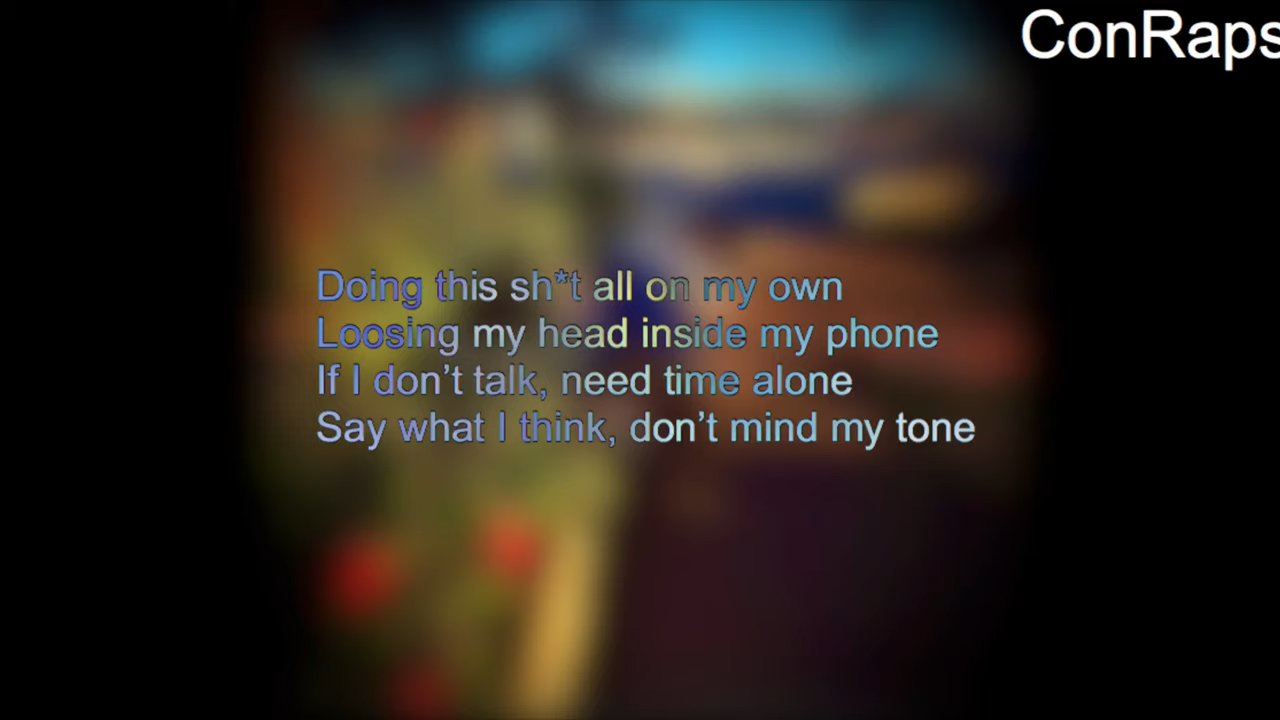 ConRaps
Doing this sh*t all on my own
Loosing my head inside my phone
If I don’t talk, need time alone
Say what I think, don’t mind my tone